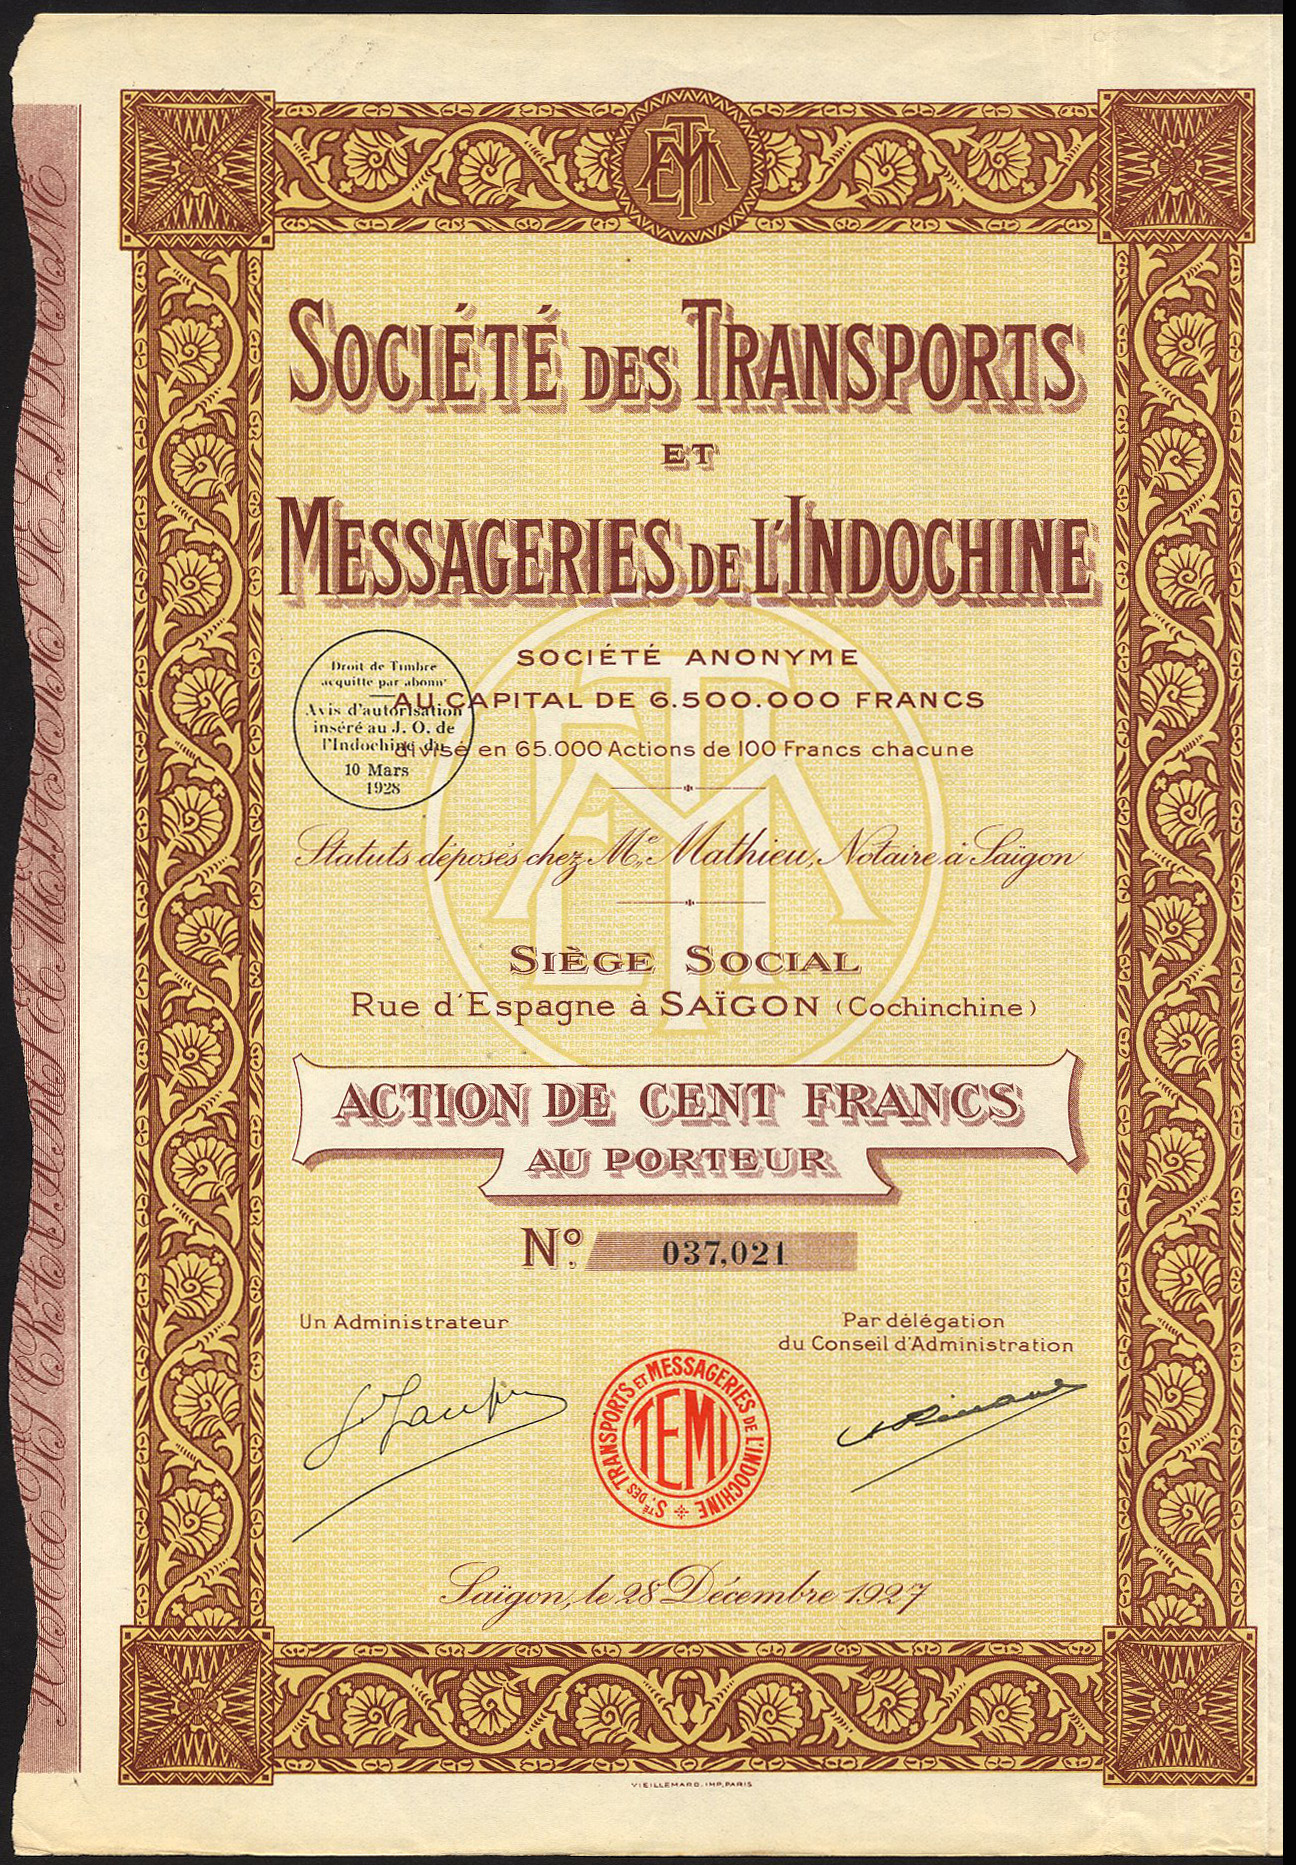 SOCIÉTÉ DES TRANSPORTS
ET
MESSAGERIES DE L'INDOCHINE
SOCIÉTÉ ANONYME
AU CAPITAL DE 6.500.000 FRANCS
divisé en 65.000 Actions de 100 Francs chacune
Droit de Timbre
acquitté par abonnt
Avis d'autorisation
inséré au J. O. de
l'Indochine du
10 Mars
1928
Statuts déposés chez Me Mathieu, Notaire à Saïgon
SIÈGE SOCIAL
Rue d'Espagne à SAÏGON (Cochinchine)
ACTION DE CENT FRANCS
AU PORTEUR
No. 037,021
Un Administrateur
Par délégation
du Conseil d'Administration
Sté DES TRANSPORTS ET MESSAGERIES DE L'INDOCHINE
TEMI
Saïgon, le 28 Décembre 1927
VIEILLEMARD, IMP. PARIS